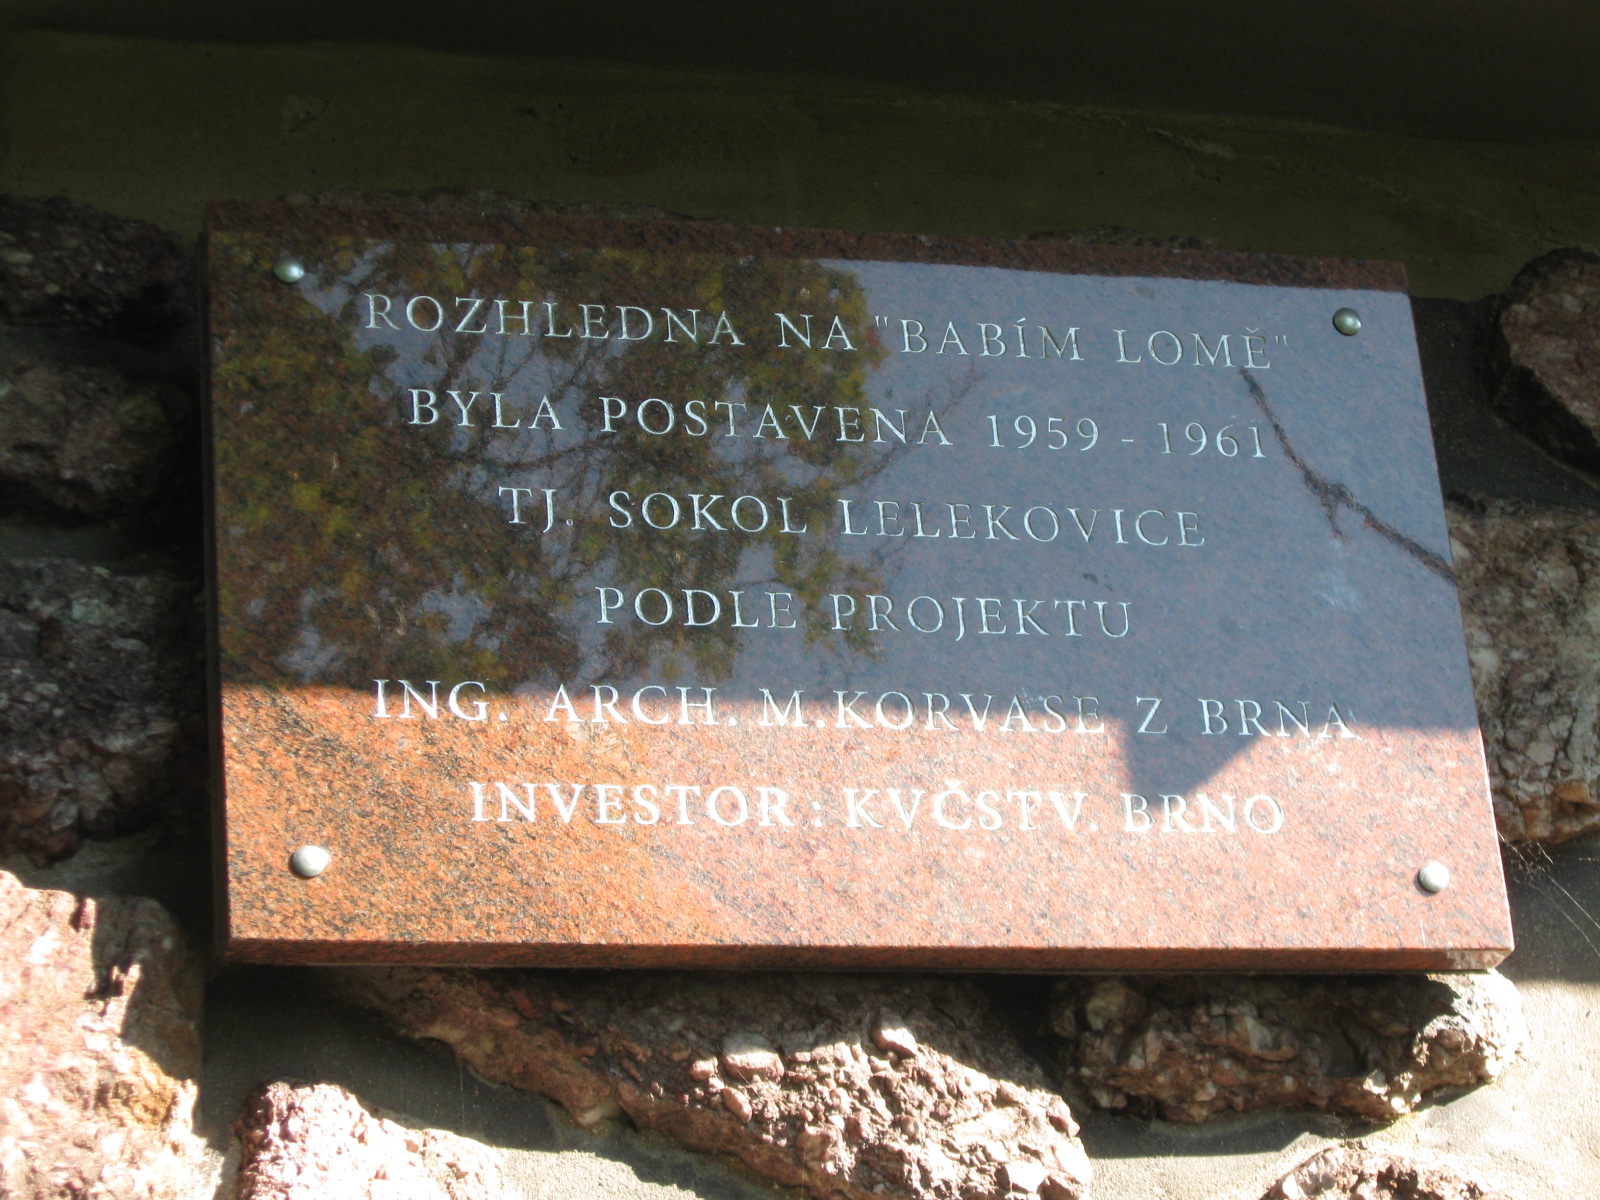 ROZHLEDNA NA "BABÍM LOMĚ"
BYLA POSTAVENA 1959 - 1961
TJ. SOKOL LELEKOVICE
PODLE PROJEKTU
ING. ARCH. M.KORVASE Z BRNA
INVESTOR: KVČSTV. BRNO